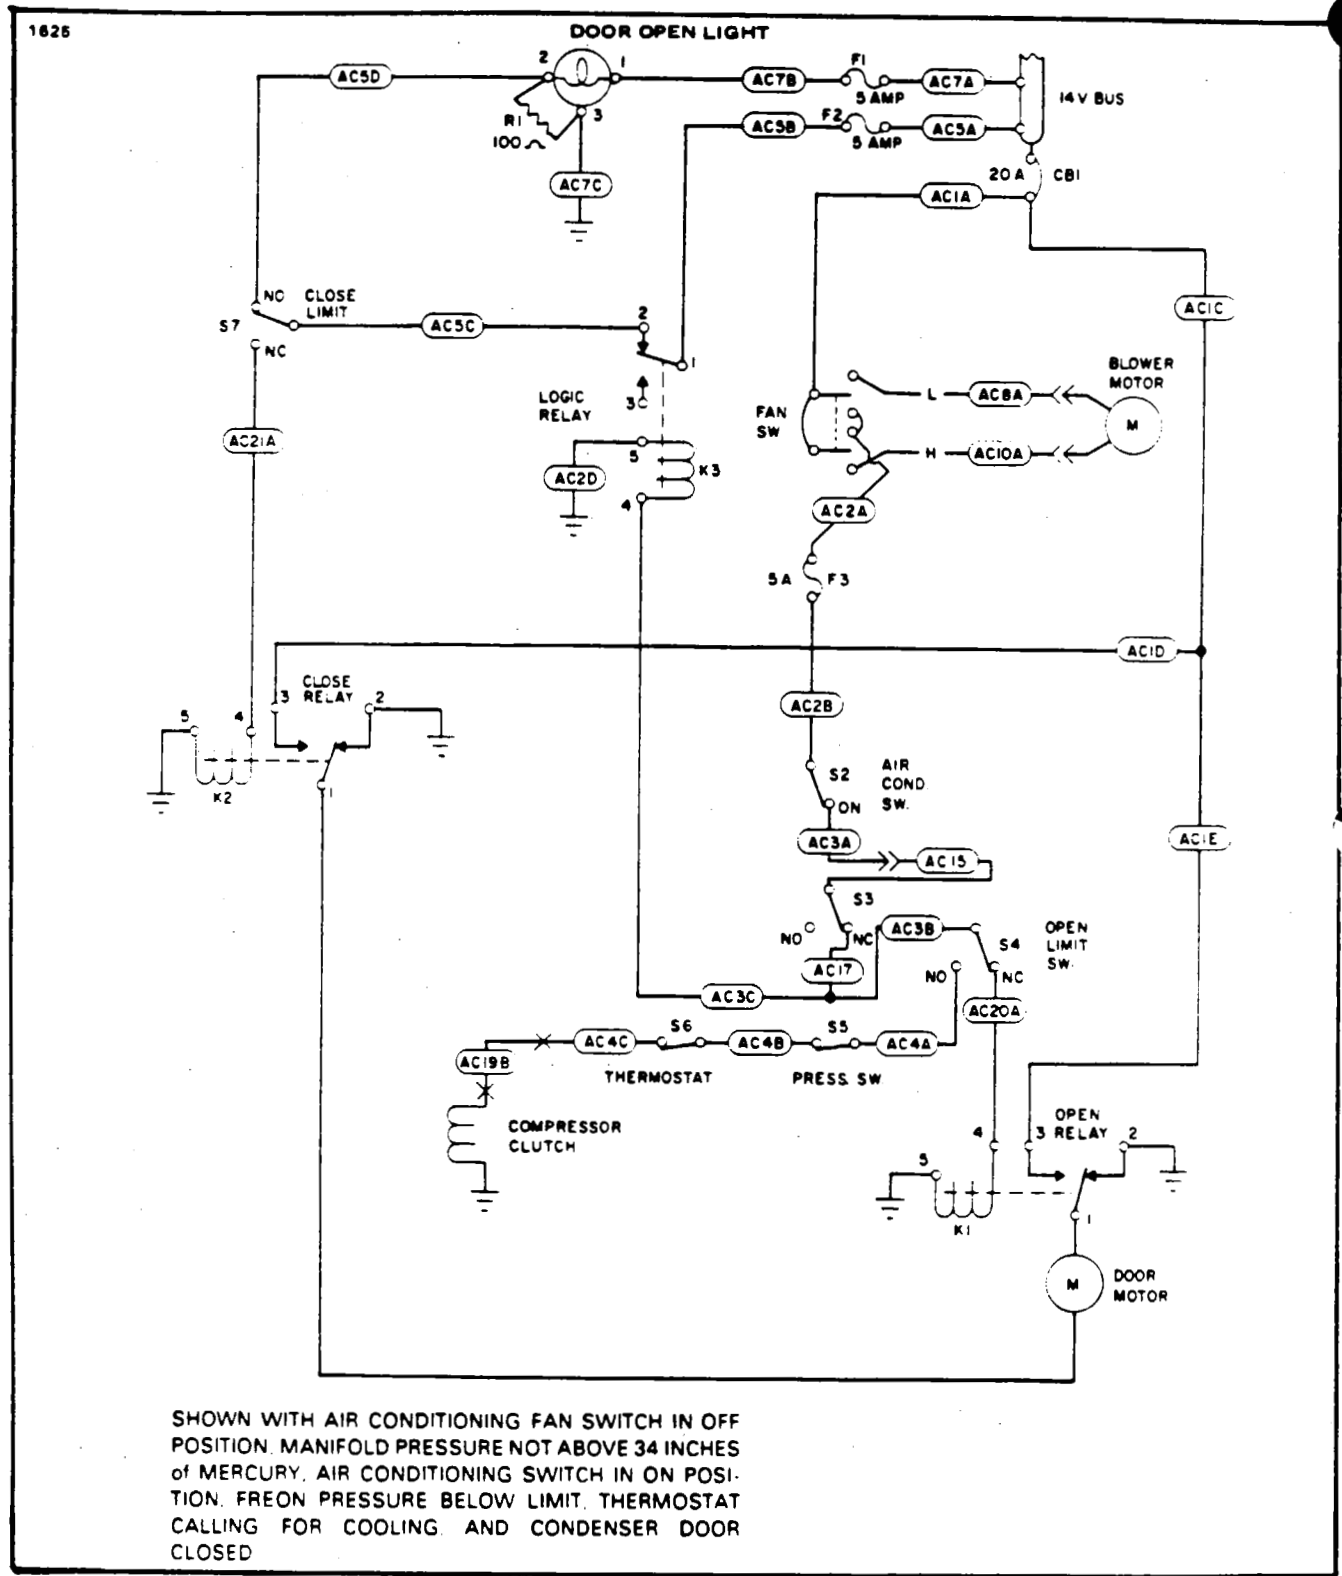 1626
DOOR OPEN LIGHT
AC5D
2
1
AC7B
F1
5 AMP
AC7A
14V BUS
R1
100
3
AC5B
F2
5 AMP
AC5A
AC7C
20A
CB1
AC1A
NO
CLOSE
LIMIT
S7
NC
AC5C
2
1
AC1C
LOGIC
RELAY
3
BLOWER
MOTOR
FAN
SW
L
AC8A
M
AC21A
H
AC10A
5
K3
AC2D
4
AC2A
5A
F3
AC1D
CLOSE
RELAY
3
2
5
4
K2
1
AC2B
S2
AIR
COND.
SW.
ON
AC3A
AC15
AC1E
S3
NO
NC
AC3B
OPEN
LIMIT
SW.
S4
AC17
NO
NC
AC3C
AC20A
AC19B
AC4C
S6
AC4B
S5
AC4A
THERMOSTAT
PRESS. SW
COMPRESSOR
CLUTCH
OPEN
RELAY
4
3
2
5
K1
1
M
DOOR
MOTOR
SHOWN WITH AIR CONDITIONING FAN SWITCH IN OFF
POSITION. MANIFOLD PRESSURE NOT ABOVE 34 INCHES
of MERCURY, AIR CONDITIONING SWITCH IN ON POSI-
TION. FREON PRESSURE BELOW LIMIT. THERMOSTAT
CALLING FOR COOLING. AND CONDENSER DOOR
CLOSED